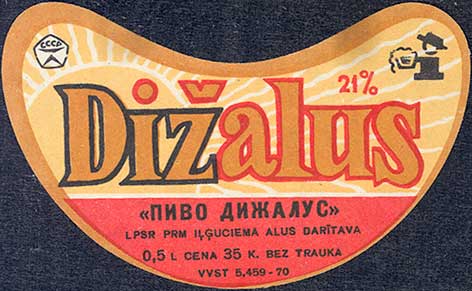 СССР
21%
Dižalus
«ПИВО ДИЖАЛУС»
LPSR PRM IĻĢUCIEMA ALUS DARĪTAVA
0,5 L CENA 35 K. BEZ TRAUKA
VVST 5,459-70